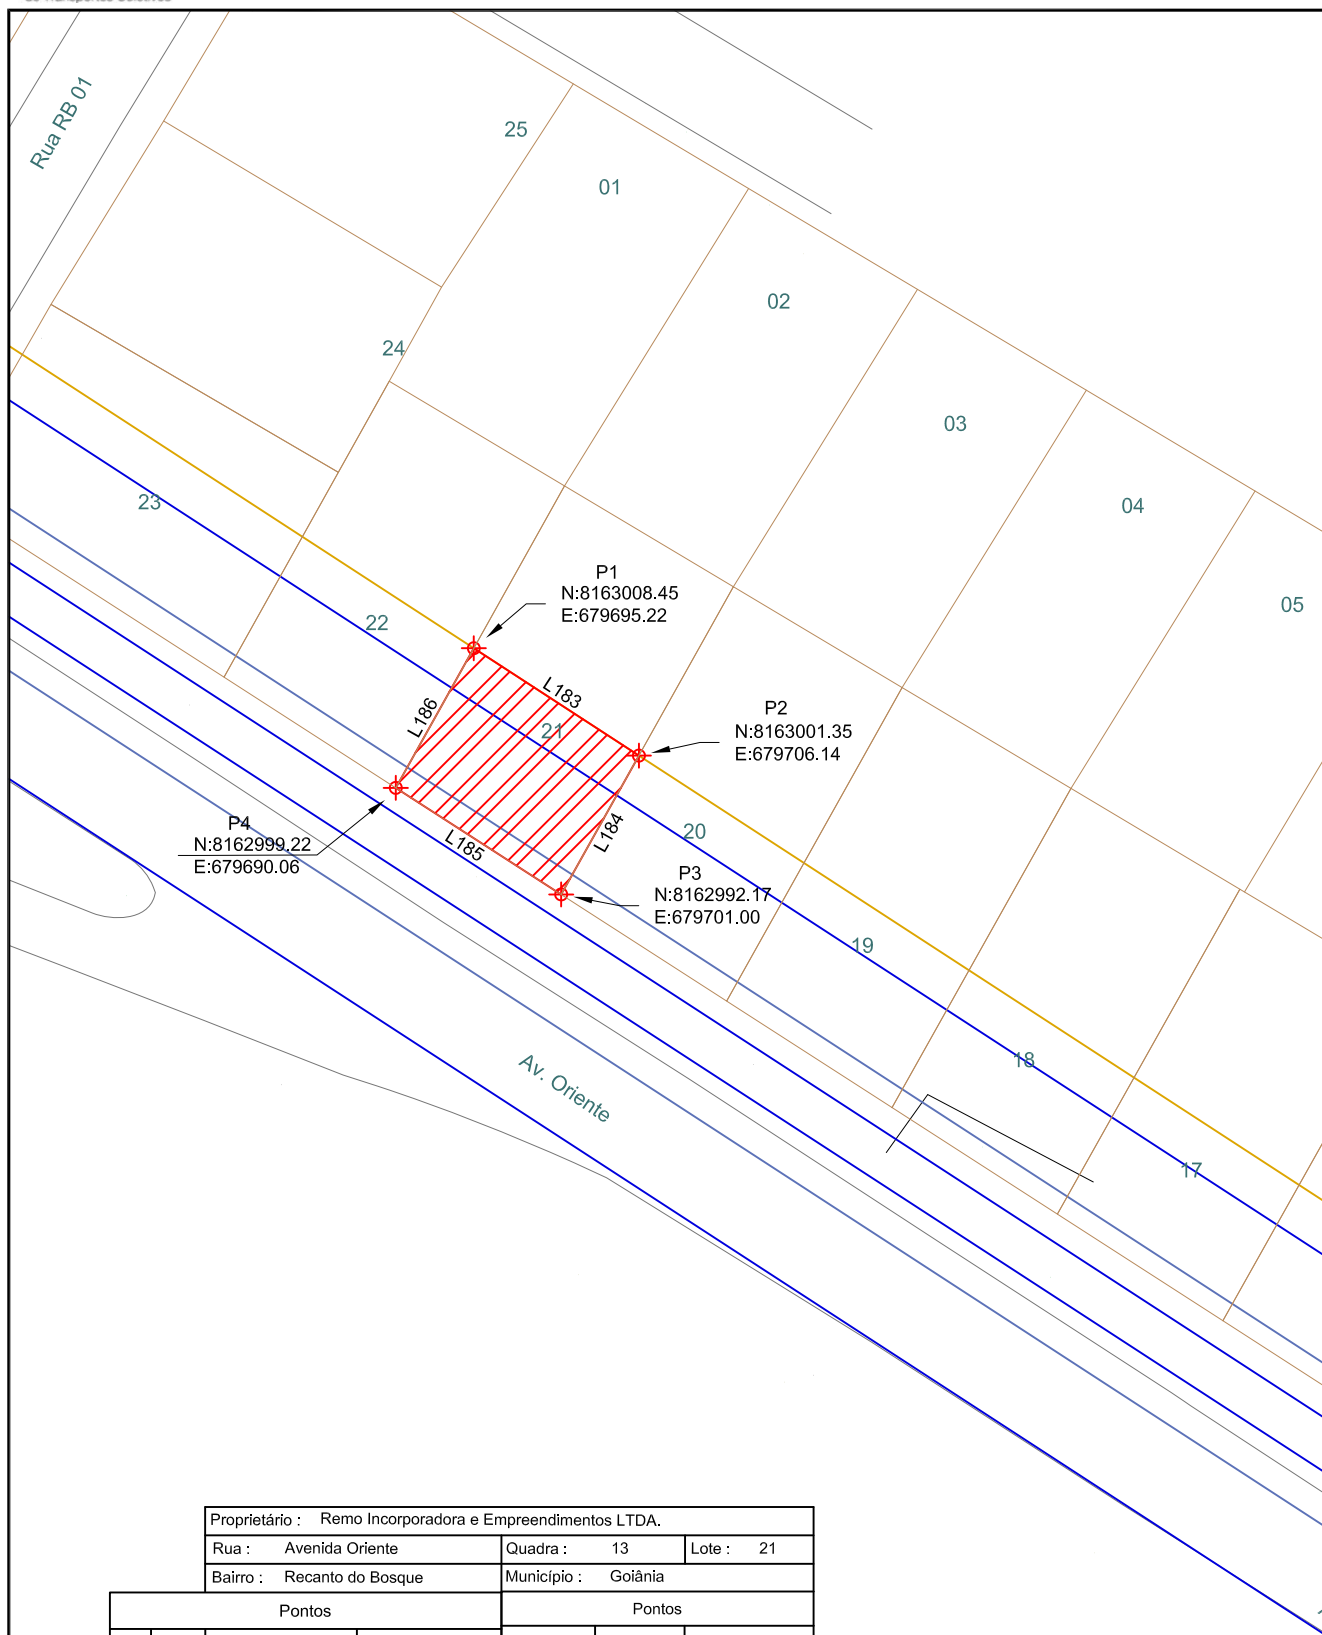 Rua RB 01
25
01
02
24
03
04
23
05
P1
N:8163008.45
E:679695.22
22
L183
L186
P2
N:8163001.35
E:679706.14
21
P4
N:8162999.22
E:679690.06
L185
L184
20
P3
N:8162992.17
E:679701.00
19
18
Av. Oriente
17
Proprietário : Remo Incorporadora e Empreendimentos LTDA.
Rua : Avenida Oriente Quadra : 13 Lote : 21
Bairro : Recanto do Bosque Município : Goiânia
Pontos Pontos